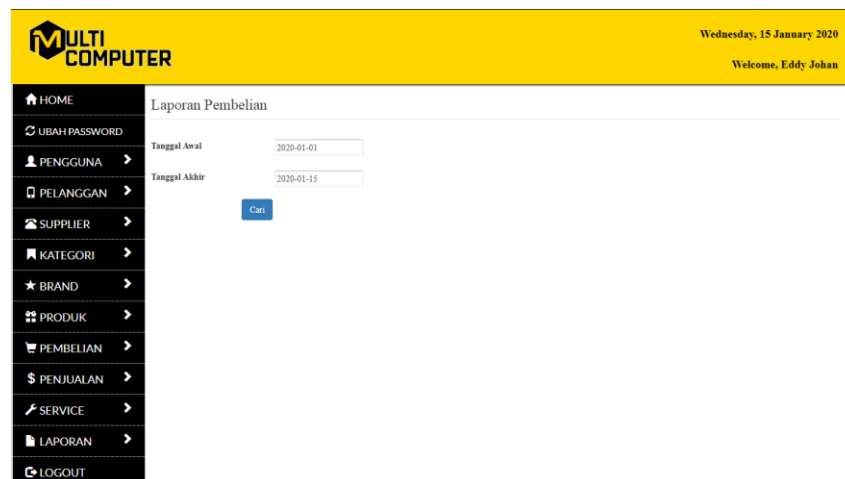 MULTI
COMPUTER
Wednesday, 15 January 2020
Welcome, Eddy Johan
HOME
UBAH PASSWORD
PENGGUNA
PELANGGAN
SUPPLIER
KATEGORI
BRAND
PRODUK
PEMBELIAN
PENJUALAN
SERVICE
LAPORAN
LOGOUT
Laporan Pembelian
Tanggal Awal 2020-01-01
Tanggal Akhir 2020-01-15
Cari